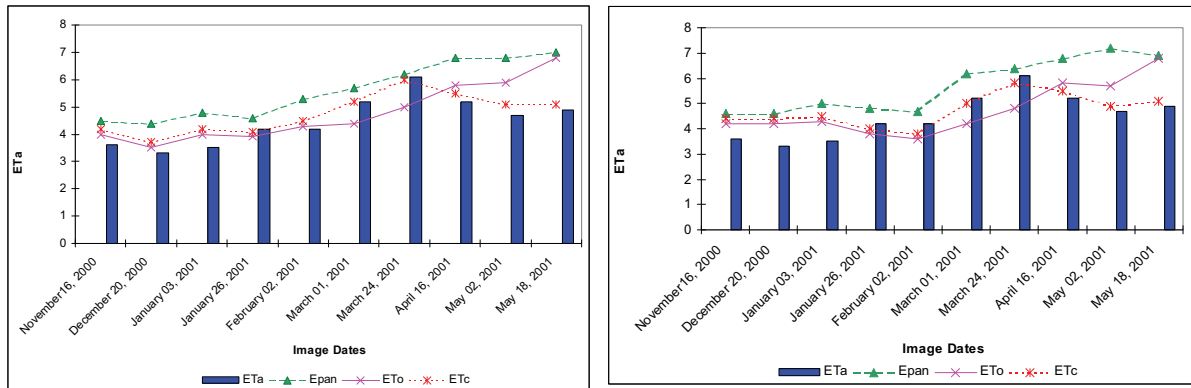 8
7
6
5
4
3
2
1
0
ETa
November 16, 2000
December 20, 2000
January 03, 2001
January 26, 2001
February 02, 2001
March 01, 2001
March 24, 2001
April 16, 2001
May 02, 2001
May 18, 2001
Image Dates
ETa Epan ETo ETc
8
7
6
5
4
3
2
1
0
ETa
November 16, 2000
December 20, 2000
January 03, 2001
January 26, 2001
February 02, 2001
March 01, 2001
March 24, 2001
April 16, 2001
May 02, 2001
May 18, 2001
Image Dates
ETa Epan ETo ETc